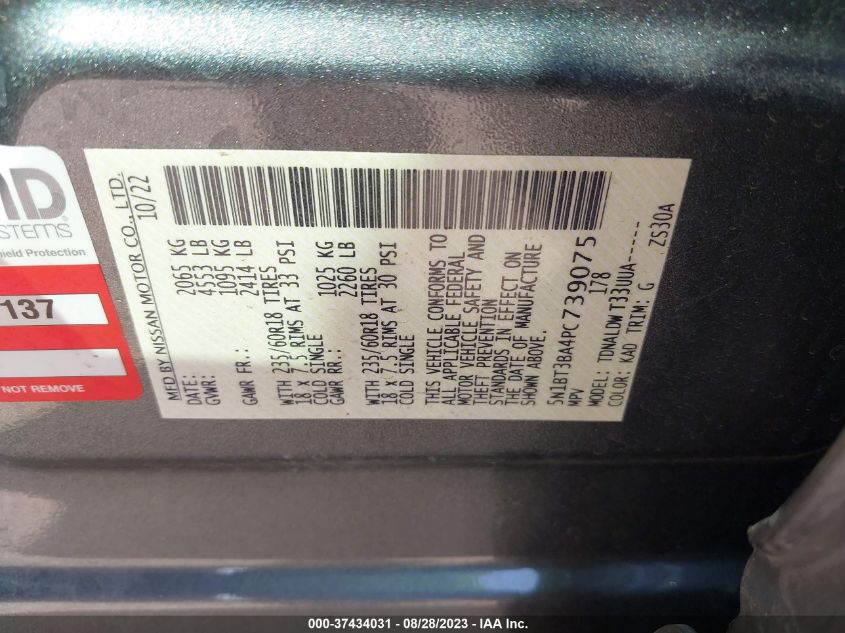 MFD BY NISSAN MOTOR CO., LTD.
DATE: 10/22
GVWR: 2065 KG
4553 LB
GAWR FR.: 1095 KG
2414 LB
WITH 235/60R18 TIRES
18 x 7.5 RIMS AT 33 PSI
COLD SINGLE
GAWR RR.: 1025 KG
2260 LB
WITH 235/60R18 TIRES
18 x 7.5 RIMS AT 30 PSI
COLD SINGLE
THIS VEHICLE CONFORMS TO
ALL APPLICABLE FEDERAL
MOTOR VEHICLE SAFETY AND
THEFT PREVENTION
STANDARDS IN EFFECT ON
THE DATE OF MANUFACTURE
SHOWN ABOVE.
5N1BT3BA4PC739075
MPV 178
MODEL: TDNALDWT33UUA-----
COLOR: KAD TRIM: G ZS30A
SYSTEMS®
Protection
137
NOT REMOVE
000-37434031 - 08/28/2023 - IAA Inc.